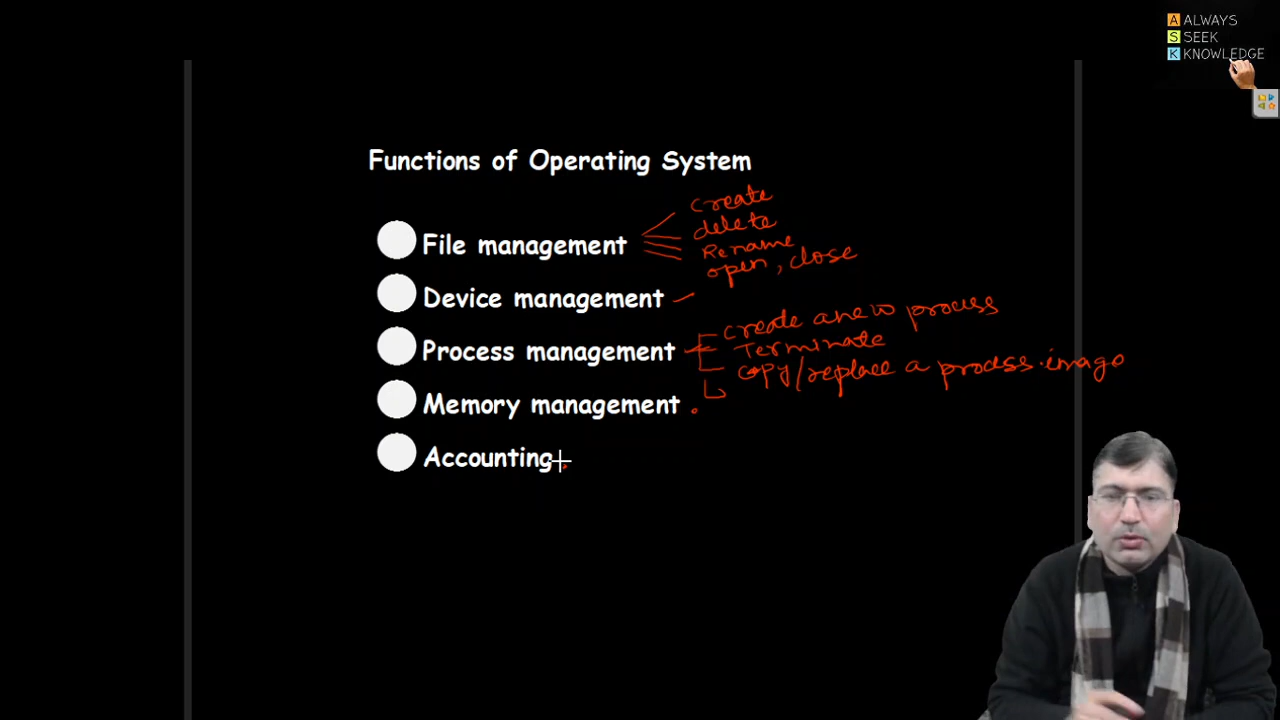 A ALWAYS
S SEEK
K KNOWLEDGE
Functions of Operating System
create
delete
Rename
open, close
File management
Device management
create a new process
Terminate
copy/replace a process image
Process management
Memory management
Accounting